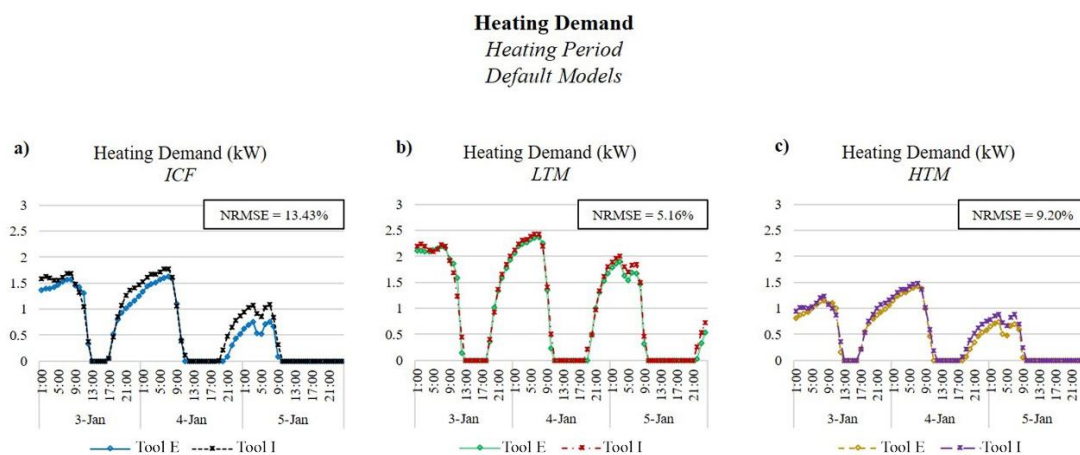 Heating Demand
Heating Period
Default Models
a)
Heating Demand (kW)
ICF
NRMSE = 13.43%
3
2.5
2
1.5
1
0.5
0
1:00 5:00 9:00 13:00 17:00 21:00 1:00 5:00 9:00 13:00 17:00 21:00 1:00 5:00 9:00 13:00 17:00 21:00
3-Jan 4-Jan 5-Jan
Tool E Tool I
b)
Heating Demand (kW)
LTM
NRMSE = 5.16%
3
2.5
2
1.5
1
0.5
0
1:00 5:00 9:00 13:00 17:00 21:00 1:00 5:00 9:00 13:00 17:00 21:00 1:00 5:00 9:00 13:00 17:00 21:00
3-Jan 4-Jan 5-Jan
Tool E Tool I
c)
Heating Demand (kW)
HTM
NRMSE = 9.20%
3
2.5
2
1.5
1
0.5
0
1:00 5:00 9:00 13:00 17:00 21:00 1:00 5:00 9:00 13:00 17:00 21:00 1:00 5:00 9:00 13:00 17:00 21:00
3-Jan 4-Jan 5-Jan
Tool E Tool I